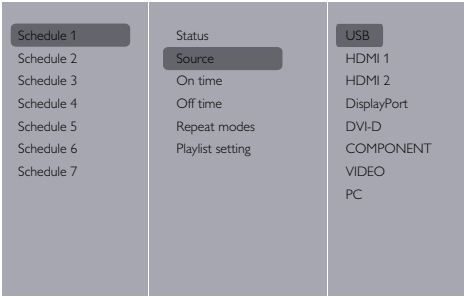 Schedule 1
Schedule 2
Schedule 3
Schedule 4
Schedule 5
Schedule 6
Schedule 7
Status
Source
On time
Off time
Repeat modes
Playlist setting
USB
HDMI 1
HDMI 2
DisplayPort
DVI-D
COMPONENT
VIDEO
PC